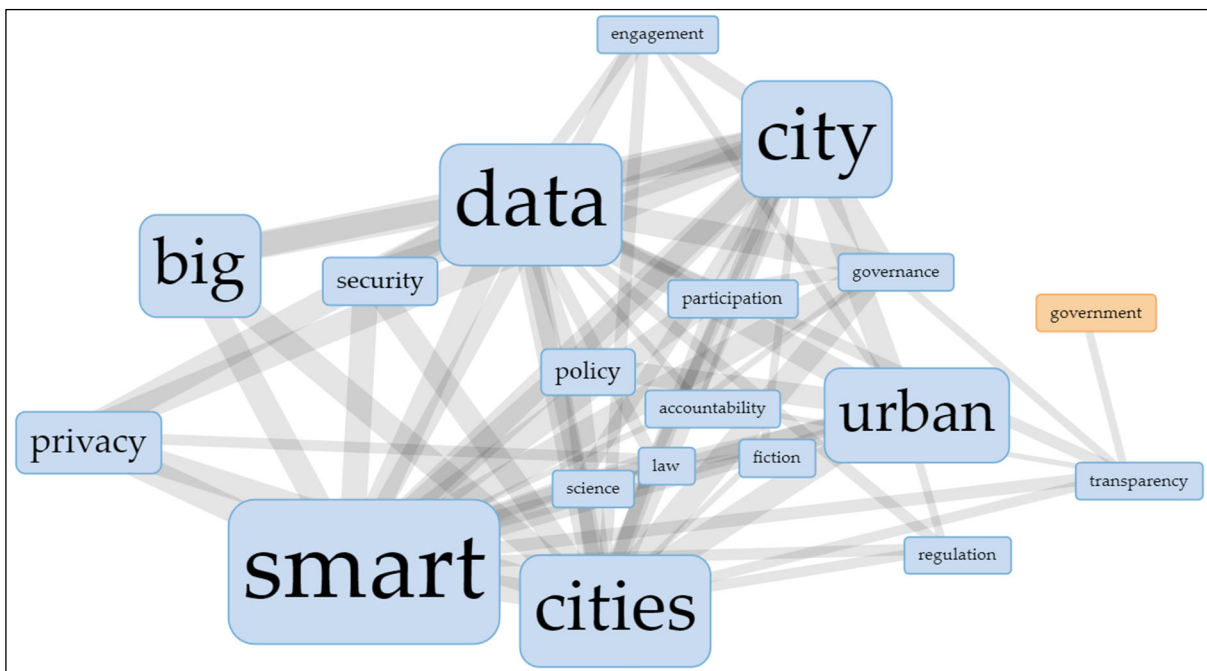 engagement
city
data
big
security
governance
participation
government
policy
accountability
urban
privacy
law
fiction
science
transparency
regulation
smart
cities